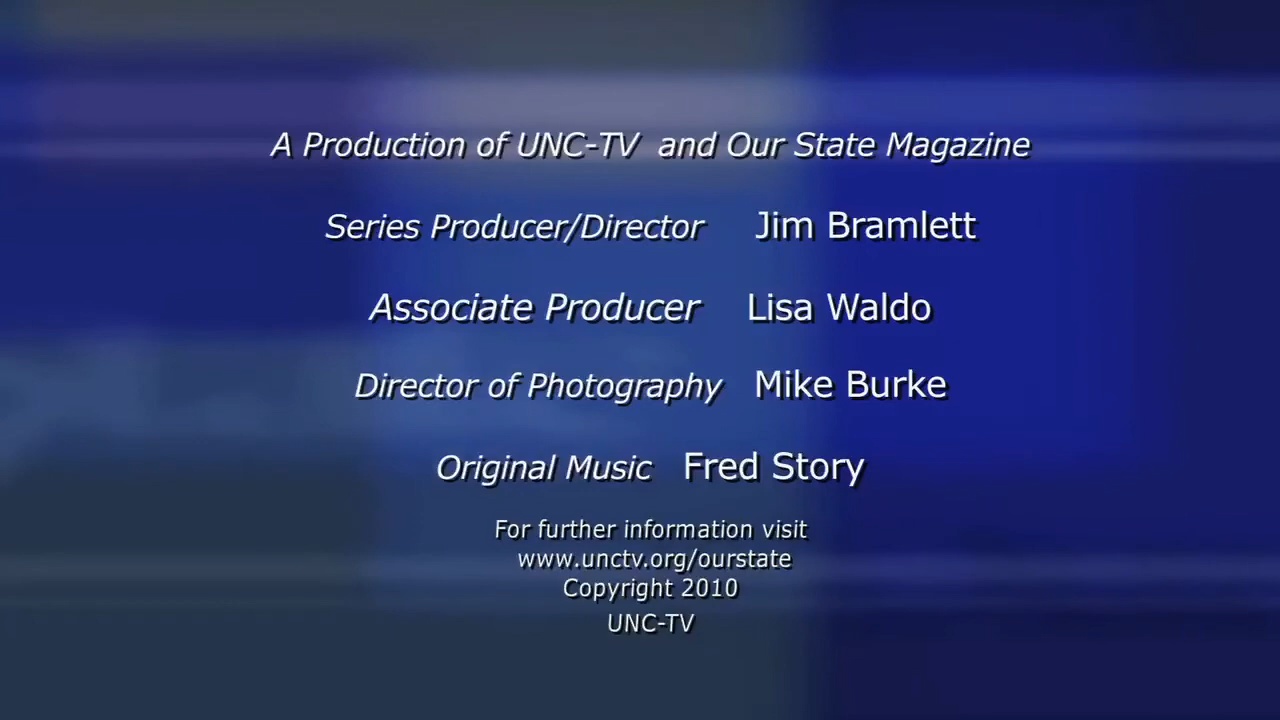 A Production of UNC-TV and Our State Magazine
Series Producer/Director Jim Bramlett
Associate Producer Lisa Waldo
Director of Photography Mike Burke
Original Music Fred Story
For further information visit
www.unctv.org/ourstate
Copyright 2010
UNC-TV